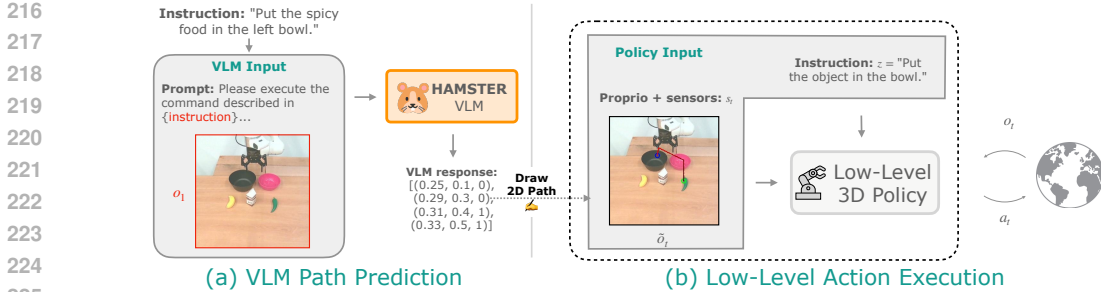 216
217
218
219
220
221
222
223
224
225
Instruction: "Put the spicy
food in the left bowl."
VLM Input
Prompt: Please execute the
command described in
{instruction}...
o1
HAMSTER
VLM
VLM response:
[(0.25, 0.1, 0),
(0.29, 0.3, 0),
(0.31, 0.4, 1),
(0.33, 0.5, 1)]
Draw
2D Path
(a) VLM Path Prediction
Policy Input
Instruction: z = "Put
the object in the bowl."
Proprio + sensors: st
õt
Low-Level
3D Policy
ot
at
(b) Low-Level Action Execution